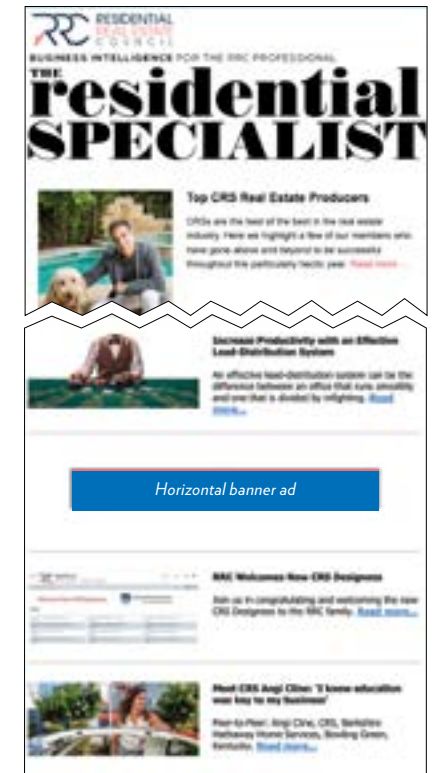 RRC RESIDENTIAL
REAL ESTATE
COUNCIL
BUSINESS INTELLIGENCE FOR THE RRC PROFESSIONAL
THE
residential
SPECIALIST
Top CRS Real Estate Producers
CRSs are the best of the best in the real estate
industry. Here we highlight a few of our members who
have gone above and beyond to be successful
throughout this particularly hectic year. Read more...
Increase Productivity with an Effective
Lead-Distribution System
An effective lead-distribution system can be the
difference between an office that runs smoothly
and one that is divided by infighting. Read
more...
Horizontal banner ad
RRC Welcomes New CRS Designees
Join us in congratulating and welcoming the new
CRS Designees to the RRC family. Read more...
Meet CRS Angi Cline: 'I knew education
was key to my business'
Peer-to-Peer: Angi Cline, CRS, Berkshire
Hathaway Home Services, Bowling Green,
Kentucky. Read more...